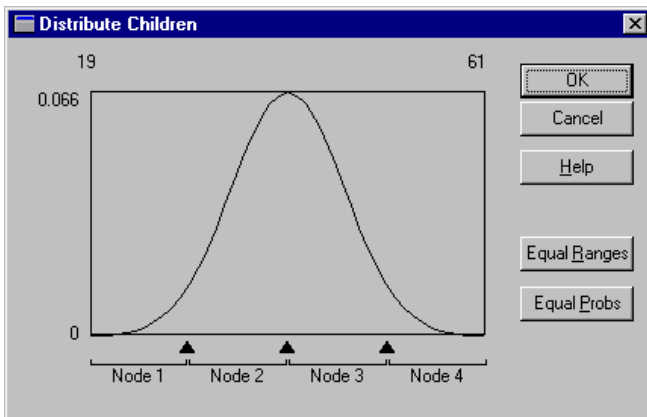 Distribute Children
19 61
0.066
0
Node 1 Node 2 Node 3 Node 4
OK
Cancel
Help
Equal Ranges
Equal Probs